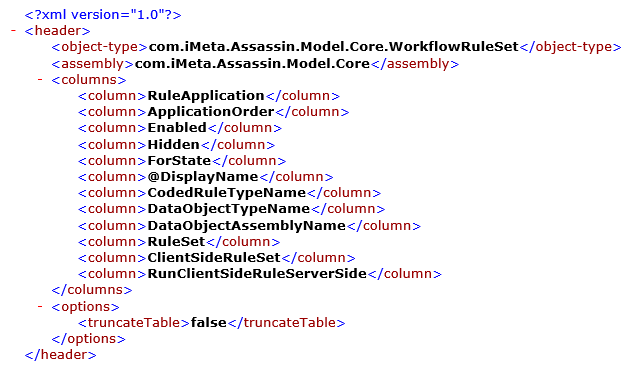 <?xml version="1.0"?>
- <header>
<object-type>com.iMeta.Assassin.Model.Core.WorkflowRuleSet</object-type>
<assembly>com.iMeta.Assassin.Model.Core</assembly>
- <columns>
<column>RuleApplication</column>
<column>ApplicationOrder</column>
<column>Enabled</column>
<column>Hidden</column>
<column>ForState</column>
<column>@DisplayName</column>
<column>CodedRuleTypeName</column>
<column>DataObjectTypeName</column>
<column>DataObjectAssemblyName</column>
<column>RuleSet</column>
<column>ClientSideRuleSet</column>
<column>RunClientSideRuleServerSide</column>
</columns>
- <options>
<truncateTable>false</truncateTable>
</options>
</header>